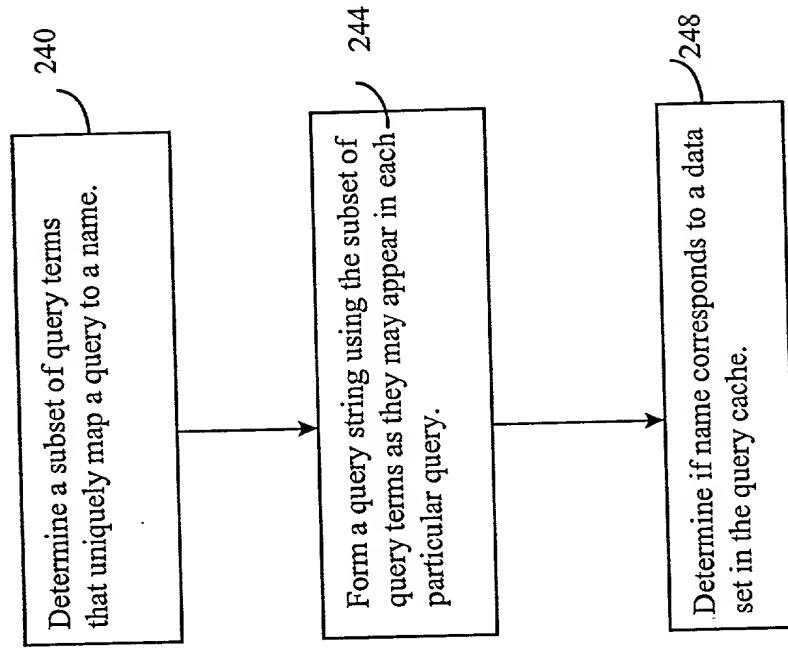 240
Determine a subset of query terms
that uniquely map a query to a name.
244
Form a query string using the subset of
query terms as they may appear in each
particular query.
248
Determine if name corresponds to a data
set in the query cache.